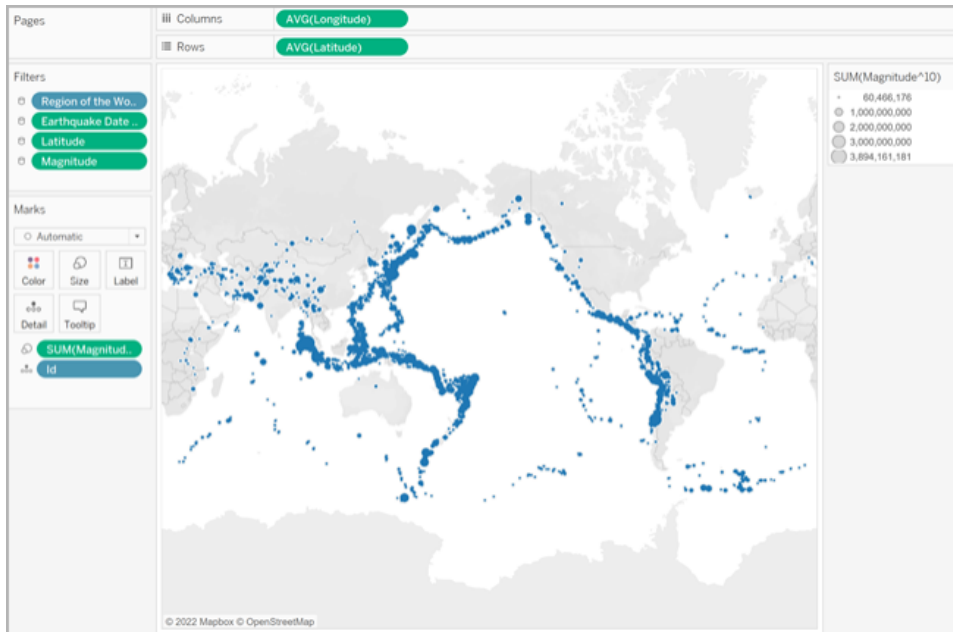 Pages
Columns
AVG(Longitude)
Rows
AVG(Latitude)
Filters
Region of the Wo..
Earthquake Date ..
Latitude
Magnitude
Marks
Automatic
Color
Size
Label
Detail
Tooltip
SUM(Magnitud..
Id
SUM(Magnitude^10)
60,466,176
1,000,000,000
2,000,000,000
3,000,000,000
3,894,161,181
© 2022 Mapbox © OpenStreetMap